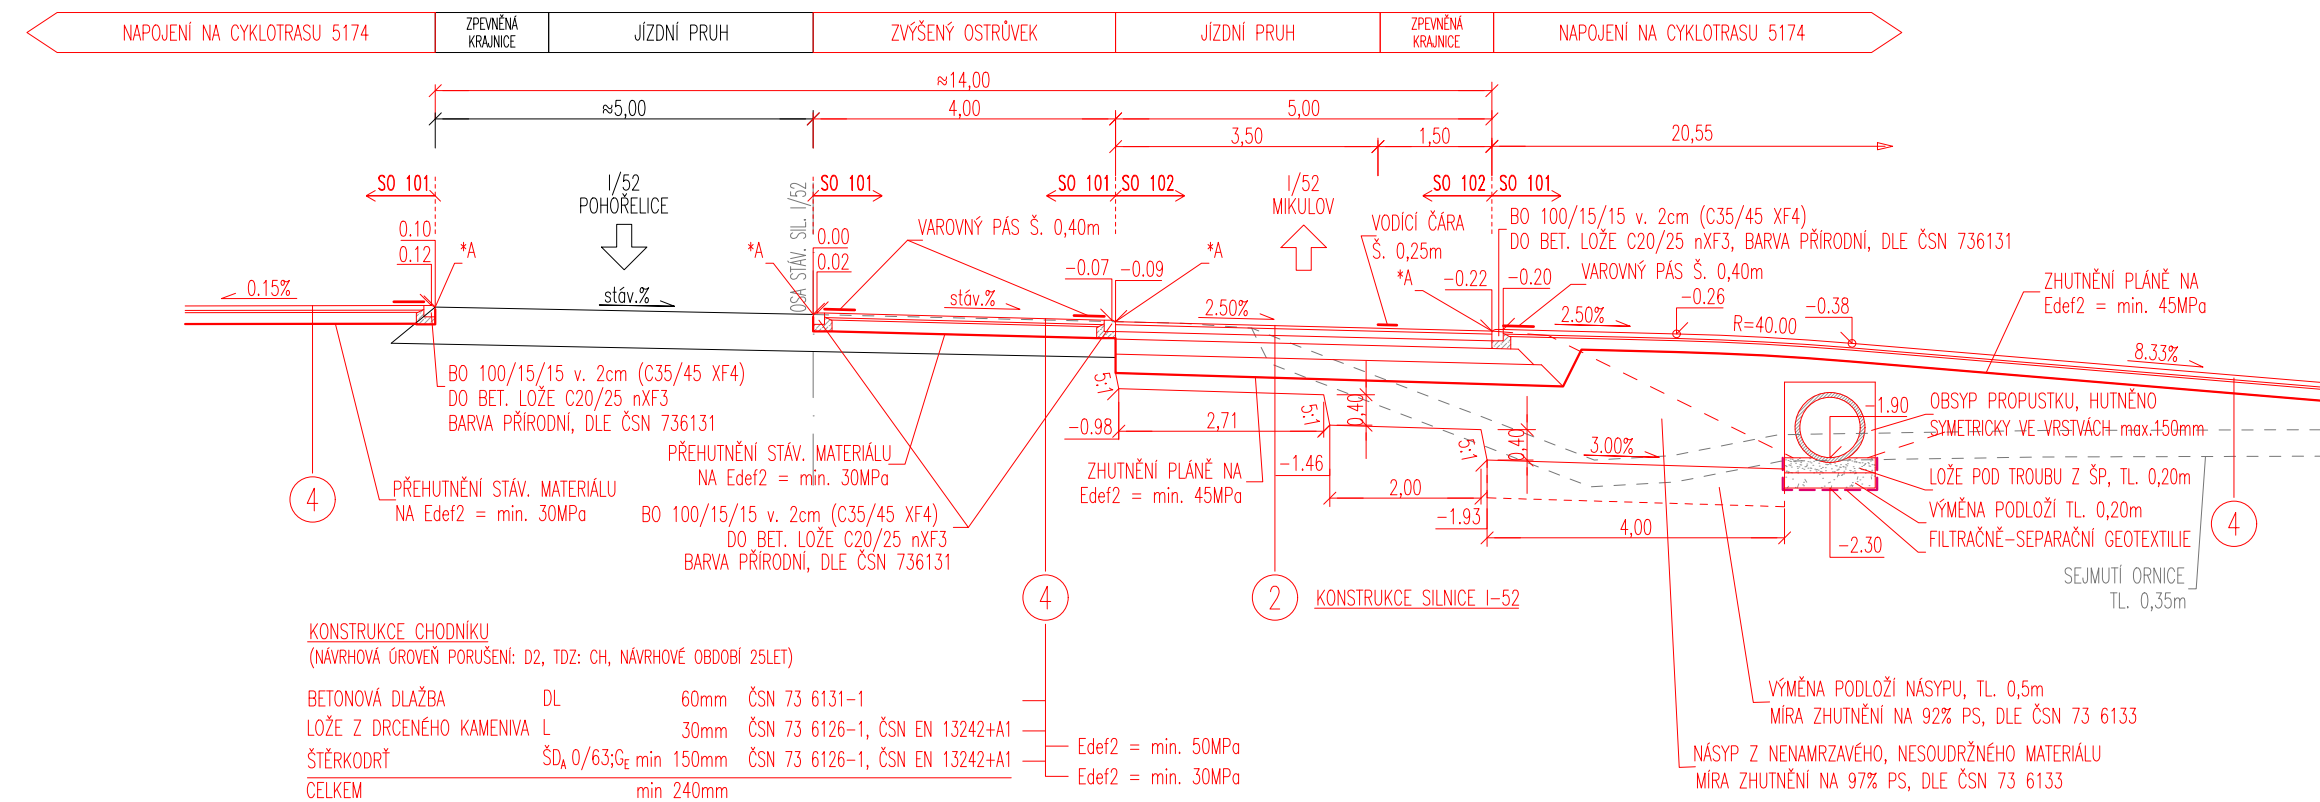 NAPOJENÍ NA CYKLOTRASU 5174
ZPEVNĚNÁ
KRAJNICE
JÍZDNÍ PRUH
ZVÝŠENÝ OSTRŮVEK
JÍZDNÍ PRUH
ZPEVNĚNÁ
KRAJNICE
NAPOJENÍ NA CYKLOTRASU 5174
≈14,00
≈5,00
4,00
5,00
3,50
1,50
20,55
SO 101
SO 101
SO 101
SO 102
SO 102
SO 101
I/52
POHOŘELICE
OSA STÁV. SIL. I/52
I/52
MIKULOV
VAROVNÝ PÁS Š. 0,40m
VODÍCÍ ČÁRA
Š. 0,25m
BO 100/15/15 v. 2cm (C35/45 XF4)
DO BET. LOŽE C20/25 nXF3, BARVA PŘÍRODNÍ, DLE ČSN 736131
VAROVNÝ PÁS Š. 0,40m
0.10
0.12
*A
*A
0.00
0.02
-0.07
-0.09
*A
*A
-0.22
-0.20
-0.26
-0.38
ZHUTNĚNÍ PLÁNĚ NA
Edef2 = min. 45MPa
0.15%
stáv.%
stáv.%
2.50%
2.50%
R=40.00
8.33%
BO 100/15/15 v. 2cm (C35/45 XF4)
DO BET. LOŽE C20/25 nXF3
BARVA PŘÍRODNÍ, DLE ČSN 736131
5:1
-0.98
2,71
5:1
0,40
-1.46
5:1
0,40
3.00%
2,00
-1.93
4,00
-1.90
-2.30
OBSYP PROPUSTKU, HUTNĚNO
SYMETRICKY VE VRSTVÁCH max.150mm
LOŽE POD TROUBU Z ŠP, TL. 0,20m
VÝMĚNA PODLOŽÍ TL. 0,20m
FILTRAČNĚ-SEPARAČNÍ GEOTEXTILIE
SEJMUTÍ ORNICE
TL. 0,35m
PŘEHUTNĚNÍ STÁV. MATERIÁLU
NA Edef2 = min. 30MPa
PŘEHUTNĚNÍ STÁV. MATERIÁLU
NA Edef2 = min. 30MPa
ZHUTNĚNÍ PLÁNĚ NA
Edef2 = min. 45MPa
BO 100/15/15 v. 2cm (C35/45 XF4)
DO BET. LOŽE C20/25 nXF3
BARVA PŘÍRODNÍ, DLE ČSN 736131
4
4
2
4
KONSTRUKCE SILNICE I-52
KONSTRUKCE CHODNÍKU
(NÁVRHOVÁ ÚROVEŇ PORUŠENÍ: D2, TDZ: CH, NÁVRHOVÉ OBDOBÍ 25LET)
BETONOVÁ DLAŽBA DL 60mm ČSN 73 6131-1
LOŽE Z DRCENÉHO KAMENIVA L 30mm ČSN 73 6126-1, ČSN EN 13242+A1
ŠTĚRKODRŤ ŠDA 0/63;GE min 150mm ČSN 73 6126-1, ČSN EN 13242+A1
CELKEM min 240mm
Edef2 = min. 50MPa
Edef2 = min. 30MPa
VÝMĚNA PODLOŽÍ NÁSYPU, TL. 0,5m
MÍRA ZHUTNĚNÍ NA 92% PS, DLE ČSN 73 6133
NÁSYP Z NENAMRZAVÉHO, NESOUDRŽNÉHO MATERIÁLU
MÍRA ZHUTNĚNÍ NA 97% PS, DLE ČSN 73 6133